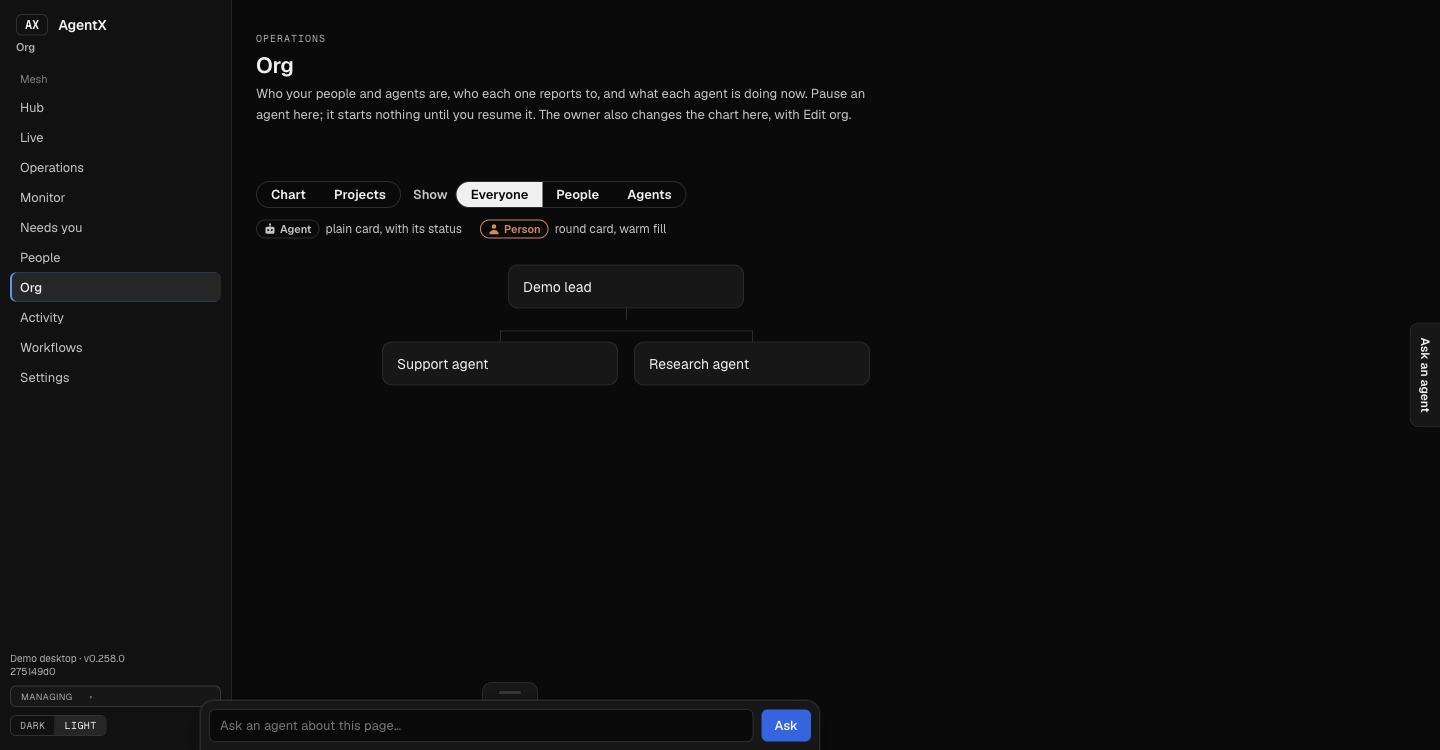 AX AgentX
Org
Mesh
Hub
Live
Operations
Monitor
Needs you
People
Org
Activity
Workflows
Settings
Demo desktop · v0.258.0
275149d0
MANAGING
DARK LIGHT
OPERATIONS
Org
Who your people and agents are, who each one reports to, and what each agent is doing now. Pause an
agent here; it starts nothing until you resume it. The owner also changes the chart here, with Edit org.
Chart Projects Show Everyone People Agents
Agent plain card, with its status Person round card, warm fill
Demo lead
Support agent Research agent
Ask an agent about this page... Ask
Ask an agent